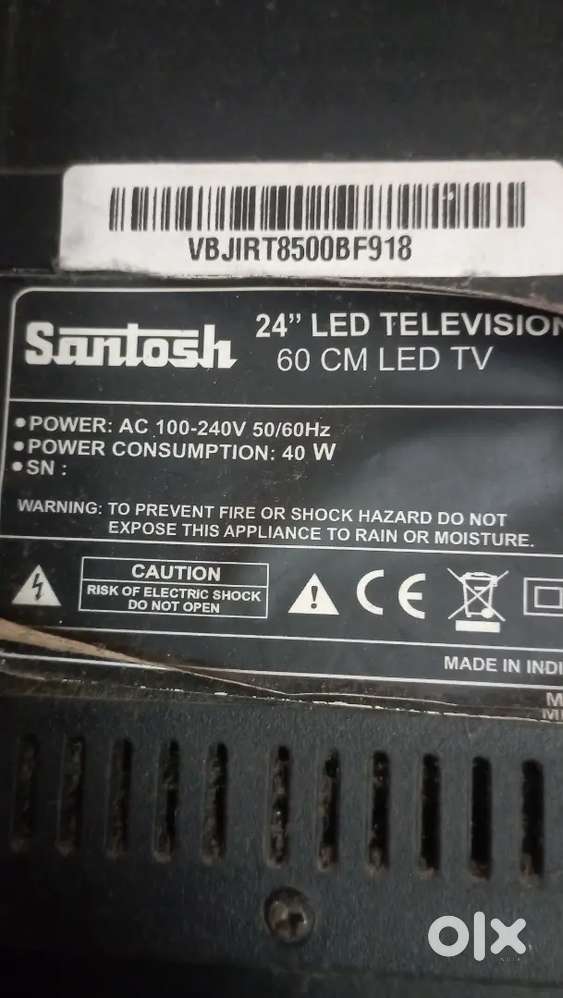 VBJIRT8500BF918
Santosh
24” LED TELEVISION
60 CM LED TV
•POWER: AC 100-240V 50/60Hz
•POWER CONSUMPTION: 40 W
•SN :
WARNING: TO PREVENT FIRE OR SHOCK HAZARD DO NOT
EXPOSE THIS APPLIANCE TO RAIN OR MOISTURE.
CAUTION
RISK OF ELECTRIC SHOCK
DO NOT OPEN
CE
MADE IN INDI
olx